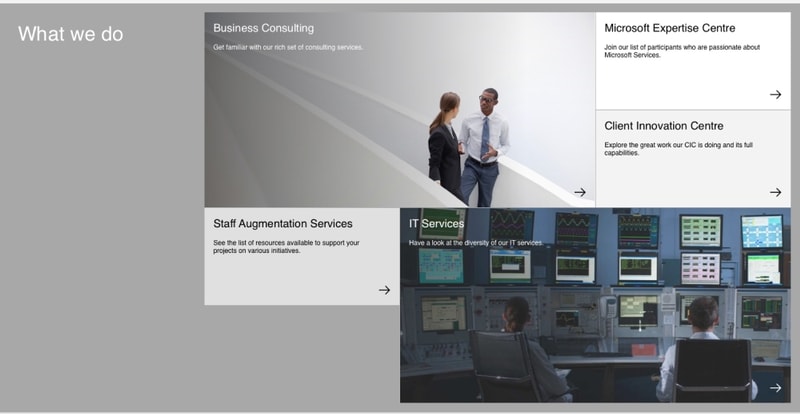 What we do
Business Consulting
Get familiar with our rich set of consulting services.
Microsoft Expertise Centre
Join our list of participants who are passionate about
Microsoft Services.
Client Innovation Centre
Explore the great work our CIC is doing and its full
capabilities.
Staff Augmentation Services
See the list of resources available to support your
projects on various initiatives.
IT Services
Have a look at the diversity of our IT services.